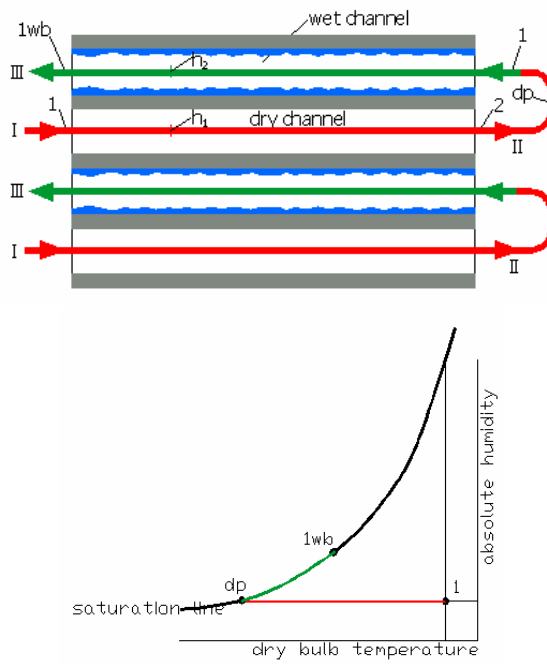 wet channel
1wb
1
III
h2
dp
1
h1
dry channel
2
I
II
III
I
II
absolute humidity
1wb
dp
1
saturation line
dry bulb temperature